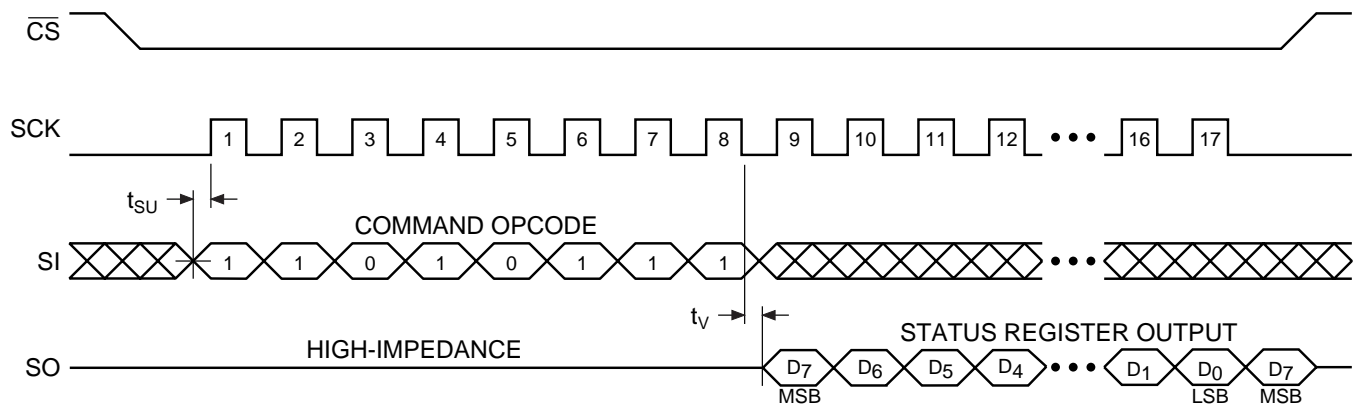 CS
SCK 1 2 3 4 5 6 7 8 9 10 11 12 ••• 16 17
tSU
COMMAND OPCODE
SI 1 1 0 1 0 1 1 1 •••
tV
HIGH-IMPEDANCE STATUS REGISTER OUTPUT
SO D7 D6 D5 D4 ••• D1 D0 D7
MSB LSB MSB